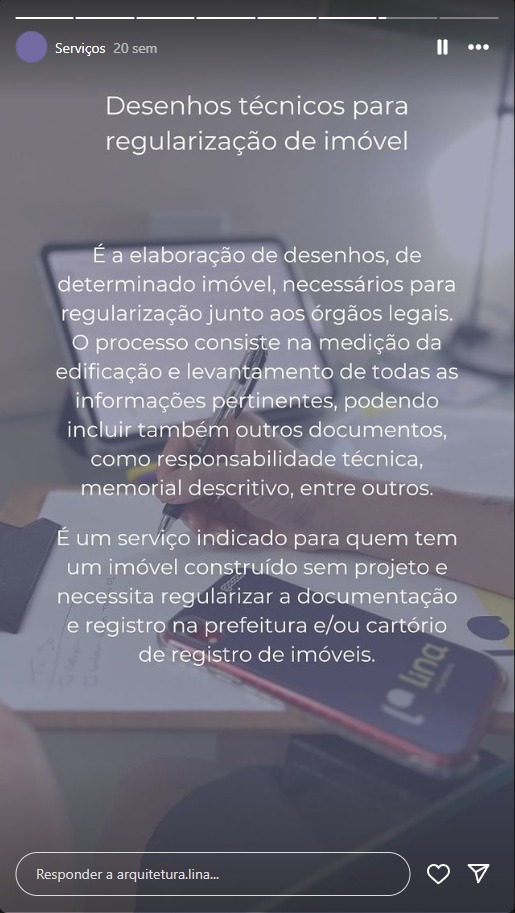 Serviços 20 sem
Desenhos técnicos para
regularização de imóvel
É a elaboração de desenhos, de
determinado imóvel, necessários para
regularização junto aos órgãos legais.
O processo consiste na medição da
edificação e levantamento de todas as
informações pertinentes, podendo
incluir também outros documentos,
como responsabilidade técnica,
memorial descritivo, entre outros.
É um serviço indicado para quem tem
um imóvel construído sem projeto e
necessita regularizar a documentação
e registro na prefeitura e/ou cartório
de registro de imóveis.
lina
Responder a arquitetura.lina...